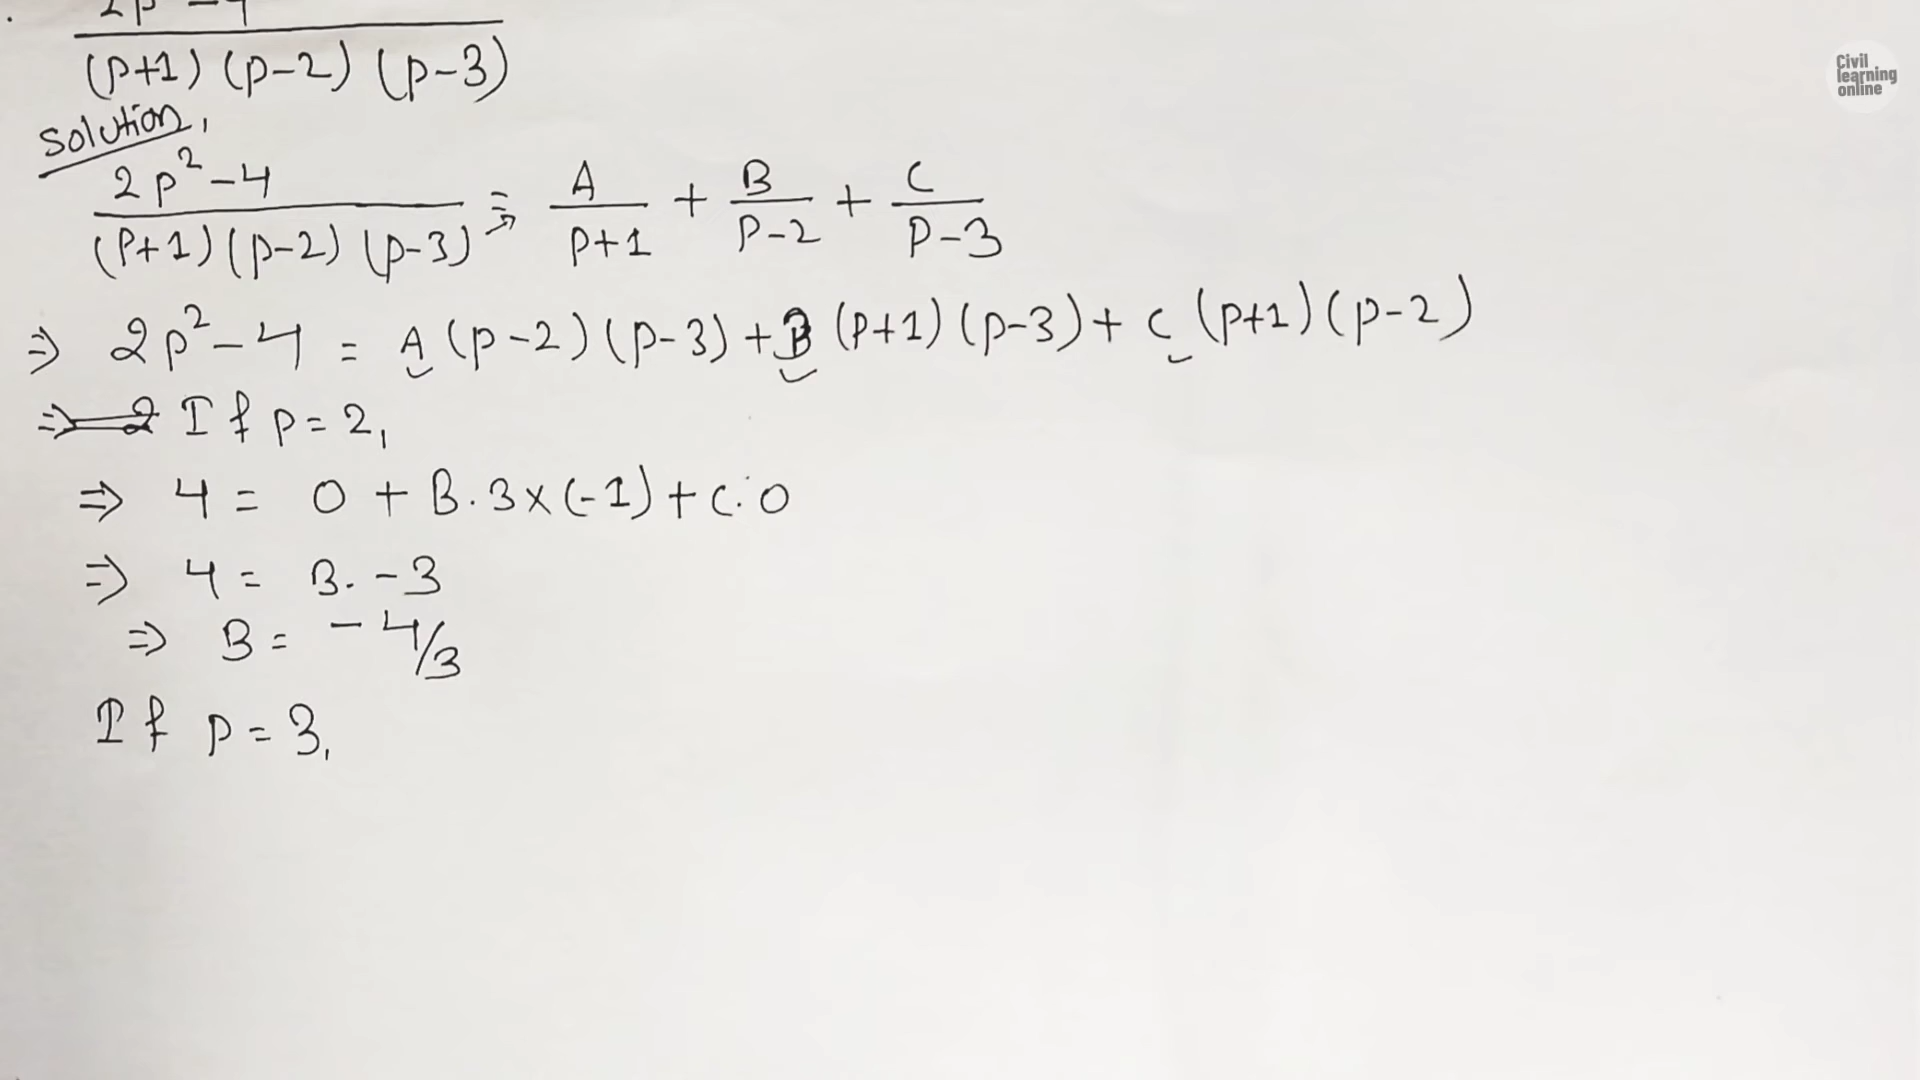 (p+1) (p-2) (p-3)
Solution,
2p²-4 / (P+1) (p-2) (p-3) ⇒ A / P+1 + B / P-2 + C / P-3
⇒ 2p²-4 = A (p-2) (p-3) + B (p+1) (p-3) + C (p+1) (p-2)
⇒ 2 If p = 2,
⇒ 4 = 0 + B. 3 × (-1) + C. 0
⇒ 4 = B. -3
⇒ B = - 4/3
If p = 3,
Civil
learning
online